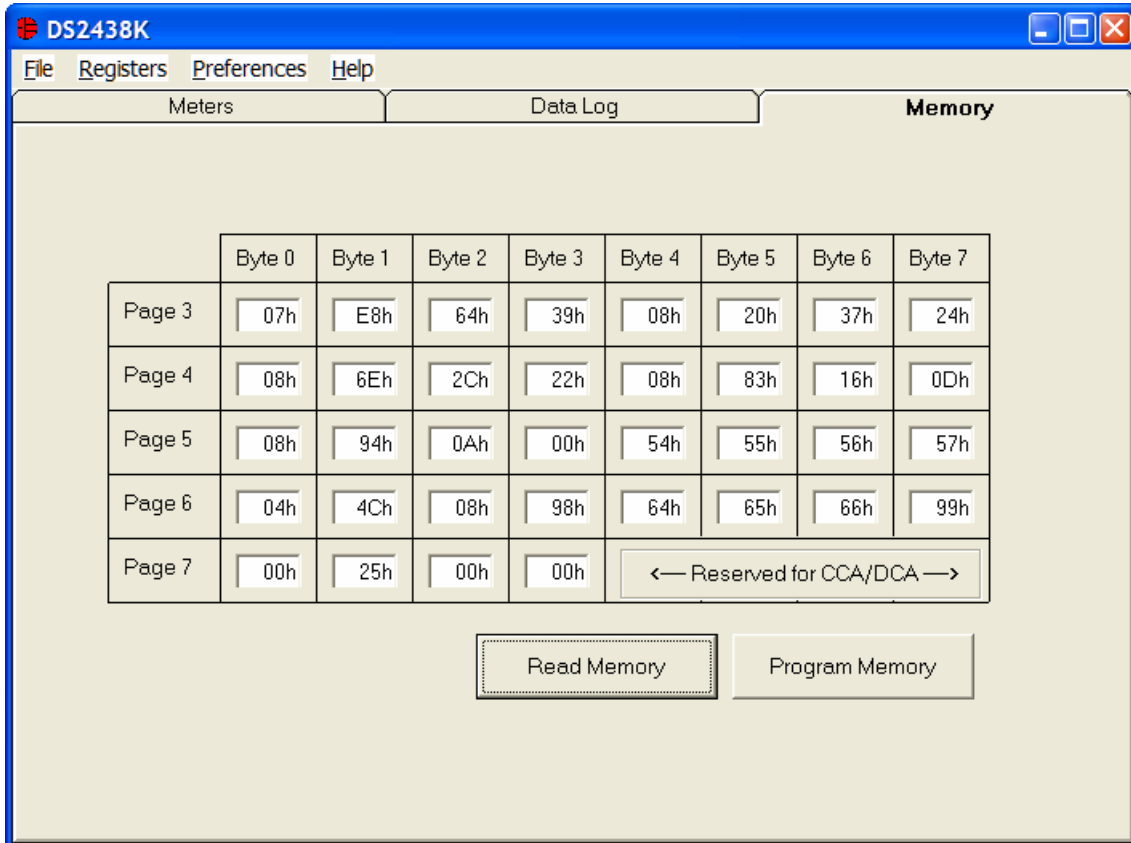 DS2438K
File Registers Preferences Help
Meters Data Log Memory
Byte 0 Byte 1 Byte 2 Byte 3 Byte 4 Byte 5 Byte 6 Byte 7
Page 3 07h E8h 64h 39h 08h 20h 37h 24h
Page 4 08h 6Eh 2Ch 22h 08h 83h 16h 0Dh
Page 5 08h 94h 0Ah 00h 54h 55h 56h 57h
Page 6 04h 4Ch 08h 98h 64h 65h 66h 99h
Page 7 00h 25h 00h 00h <— Reserved for CCA/DCA —>
Read Memory Program Memory